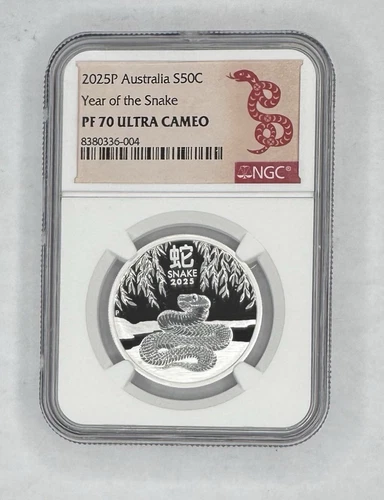 2025P Australia S50C
Year of the Snake
PF 70 ULTRA CAMEO
8380336-004
NGC®
蛇
SNAKE
2025